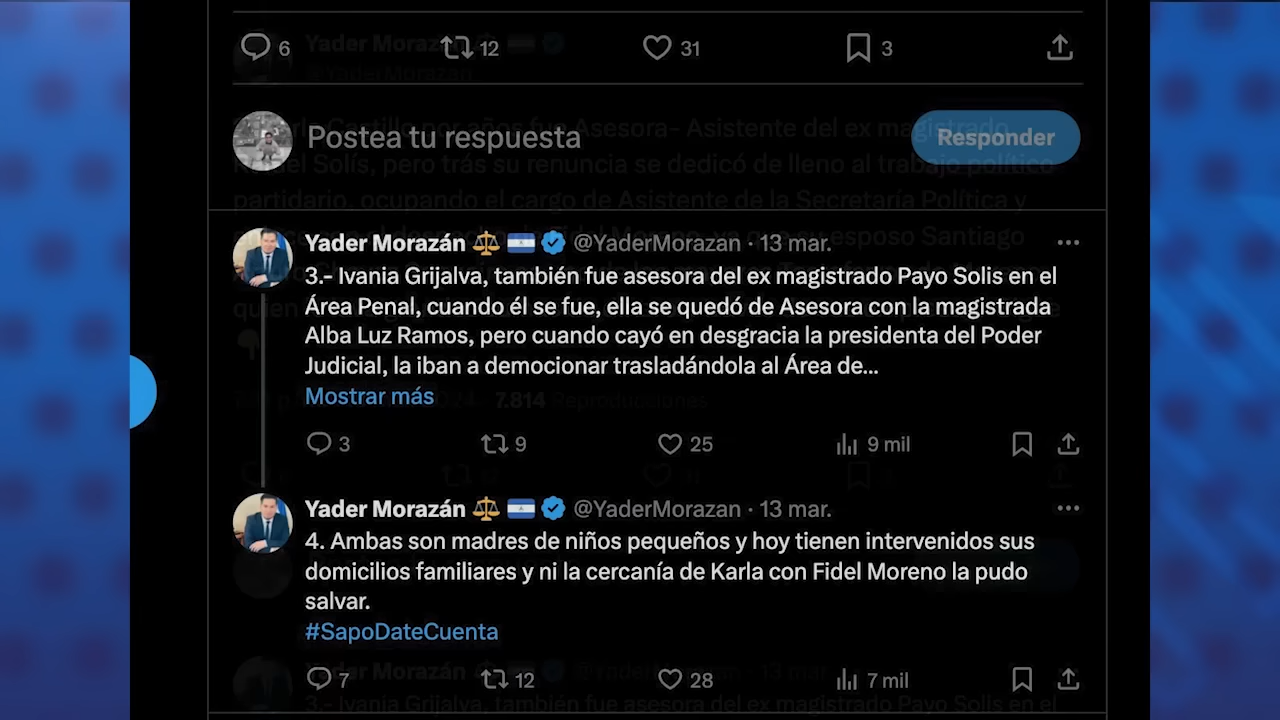 6 12 31 3
Postea tu respuesta Responder
Yader Morazán @YaderMorazan · 13 mar.
3.- Ivania Grijalva, también fue asesora del ex magistrado Payo Solis en el
Área Penal, cuando él se fue, ella se quedó de Asesora con la magistrada
Alba Luz Ramos, pero cuando cayó en desgracia la presidenta del Poder
Judicial, la iban a democionar trasladándola al Área de...
Mostrar más
3 9 25 9 mil
Yader Morazán @YaderMorazan · 13 mar.
4. Ambas son madres de niños pequeños y hoy tienen intervenidos sus
domicilios familiares y ni la cercanía de Karla con Fidel Moreno la pudo
salvar.
#SapoDateCuenta
7 12 28 7 mil